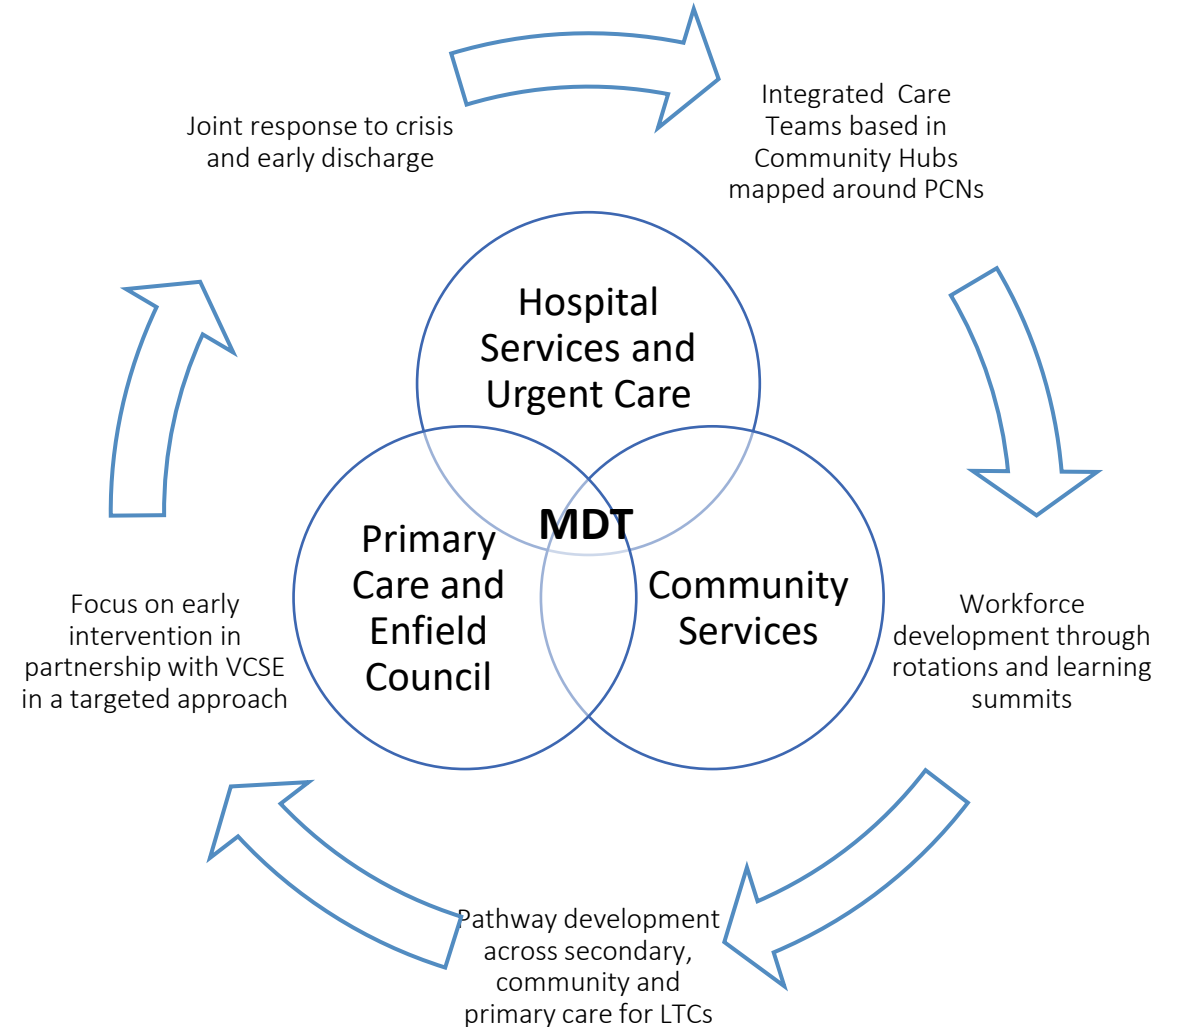 Joint response to crisis
and early discharge
Integrated Care
Teams based in
Community Hubs
mapped around PCNs
Hospital
Services and
Urgent Care
MDT
Primary
Care and
Enfield
Council
Community
Services
Focus on early
intervention in
partnership with VCSE
in a targeted approach
Workforce
development through
rotations and learning
summits
Pathway development
across secondary,
community and
primary care for LTCs